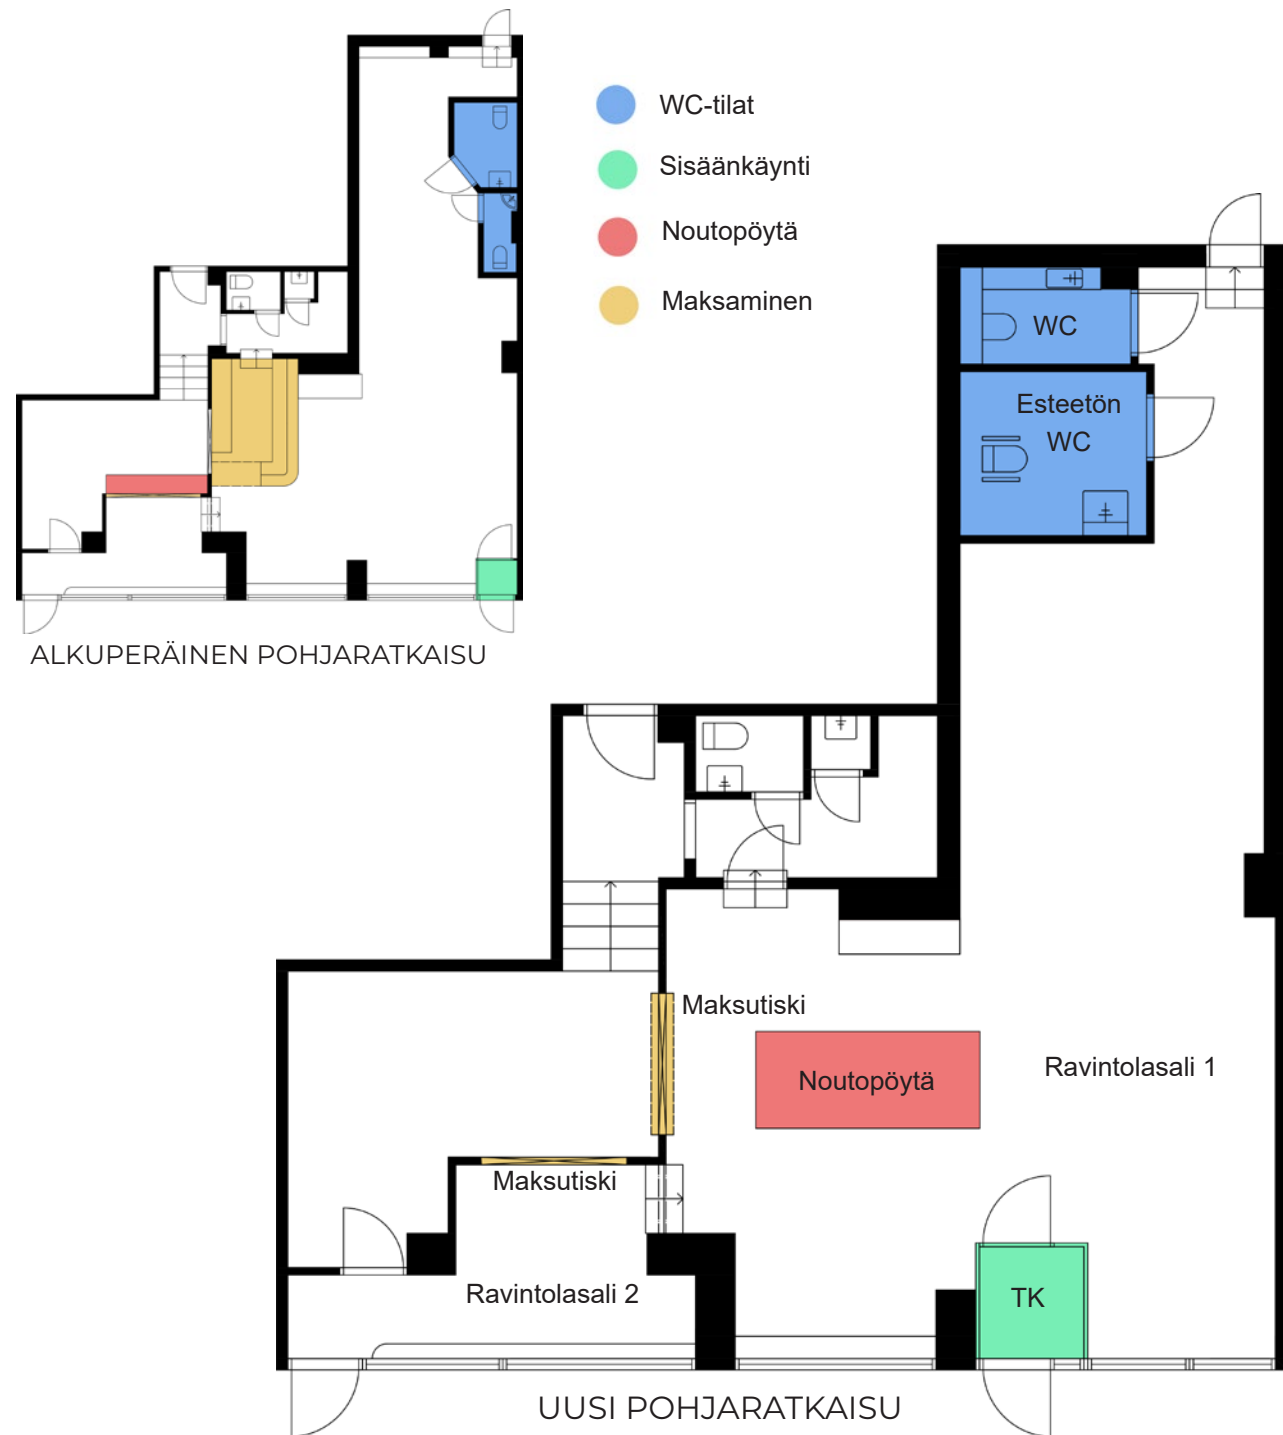 WC-tilat
Sisäänkäynti
Noutopöytä
Maksaminen
ALKUPERÄINEN POHJARATKAISU
WC
Esteetön
WC
Maksutiski
Noutopöytä
Ravintolasali 1
Maksutiski
Ravintolasali 2
TK
UUSI POHJARATKAISU